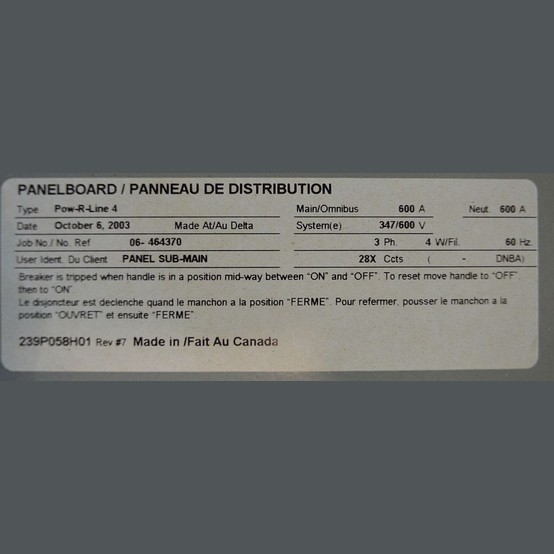 PANELBOARD / PANNEAU DE DISTRIBUTION
Type Pow-R-Line 4 Main/Omnibus 600 A Neut. 600 A
Date October 6, 2003 Made At/Au Delta System(e) 347/600 V
Job No./ No. Ref 06- 464370 3 Ph. 4 W/Fil. 60 Hz.
User Ident. Du Client PANEL SUB-MAIN 28X Ccts ( - DNBA)
Breaker is tripped when handle is in a position mid-way between "ON" and "OFF". To reset move handle to "OFF",
then to "ON".
Le disjoncteur est declenche quand le manchon a la position "FERME". Pour refermer, pousser le manchon a la
position "OUVRET" et ensuite "FERME".
239P058H01 Rev #7 Made in /Fait Au Canada